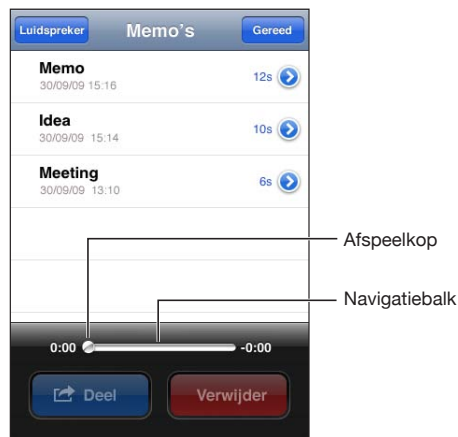 Luidspreker Memo's Gereed
Memo
30/09/09 15:16
12s
Idea
30/09/09 15:14
10s
Meeting
30/09/09 13:10
6s
Afspeelkop
Navigatiebalk
0:00 -0:00
Deel Verwijder